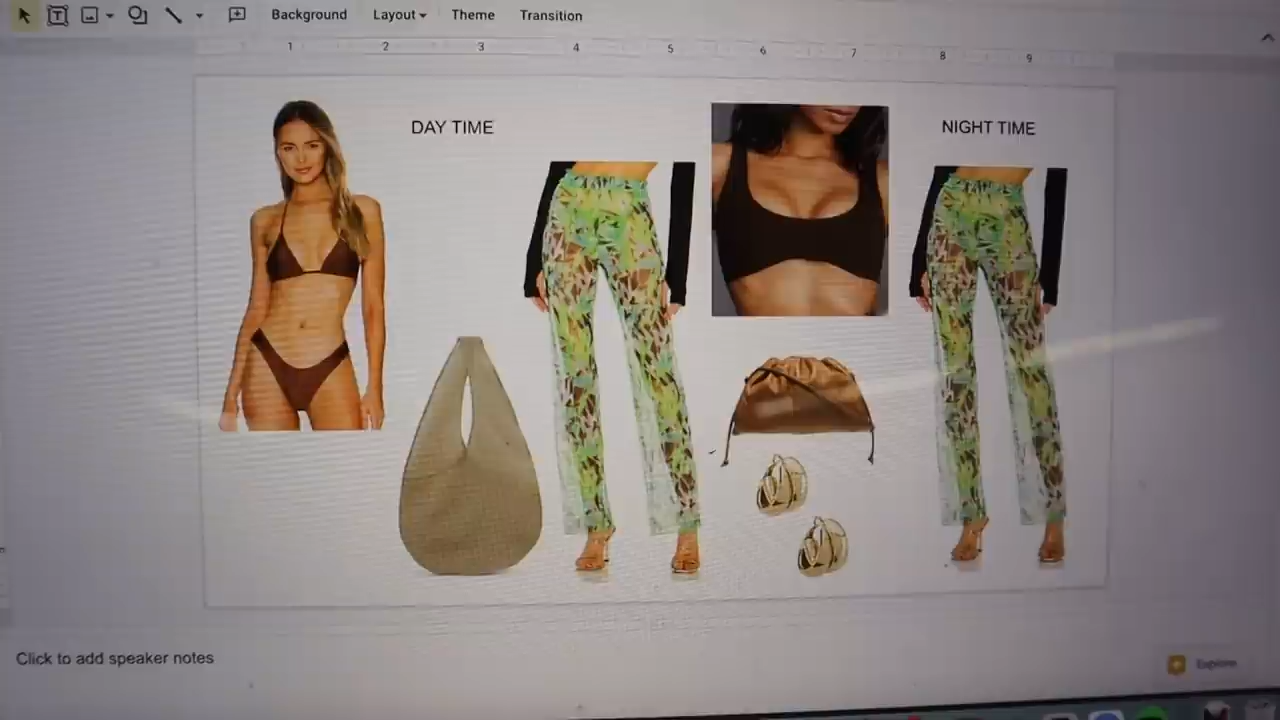 Background Layout Theme Transition
1 2 3 4 5 6 7 8 9
DAY TIME
NIGHT TIME
Click to add speaker notes
Explore